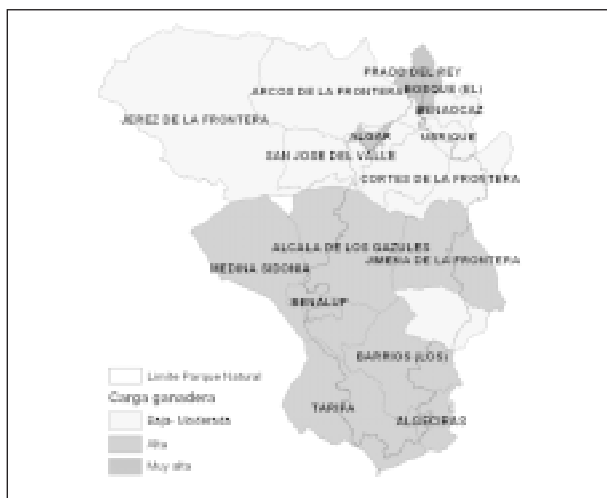 PRADO DEL REY
ARCOS DE LA FRONTERA
BOSQUE (EL)
BENAOCAZ
JEREZ DE LA FRONTERA
ALGAR
UBRIQUE
SAN JOSE DEL VALLE
CORTES DE LA FRONTERA
ALCALA DE LOS GAZULES
JIMENA DE LA FRONTERA
MEDINA SIDONIA
BENALUP
BARRIOS (LOS)
TARIFA
ALGECIRAS
Limite Parque Natural
Carga ganadera
Baja- Moderada
Alta
Muy alta